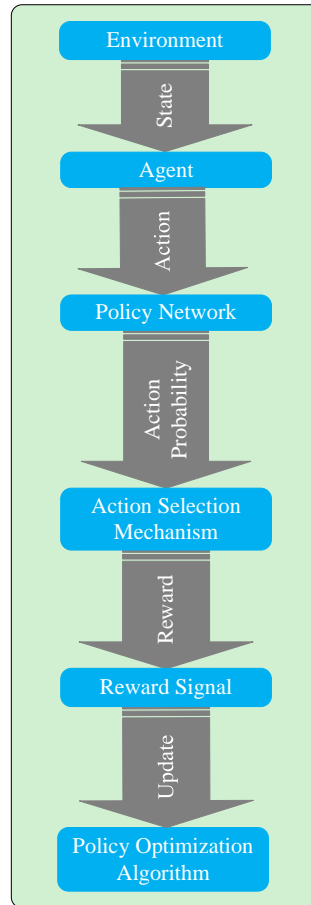 Environment
State
Agent
Action
Policy Network
Action
Probability
Action Selection
Mechanism
Reward
Reward Signal
Update
Policy Optimization
Algorithm